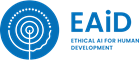 EAiD
ETHICAL AI FOR HUMAN
DEVELOPMENT